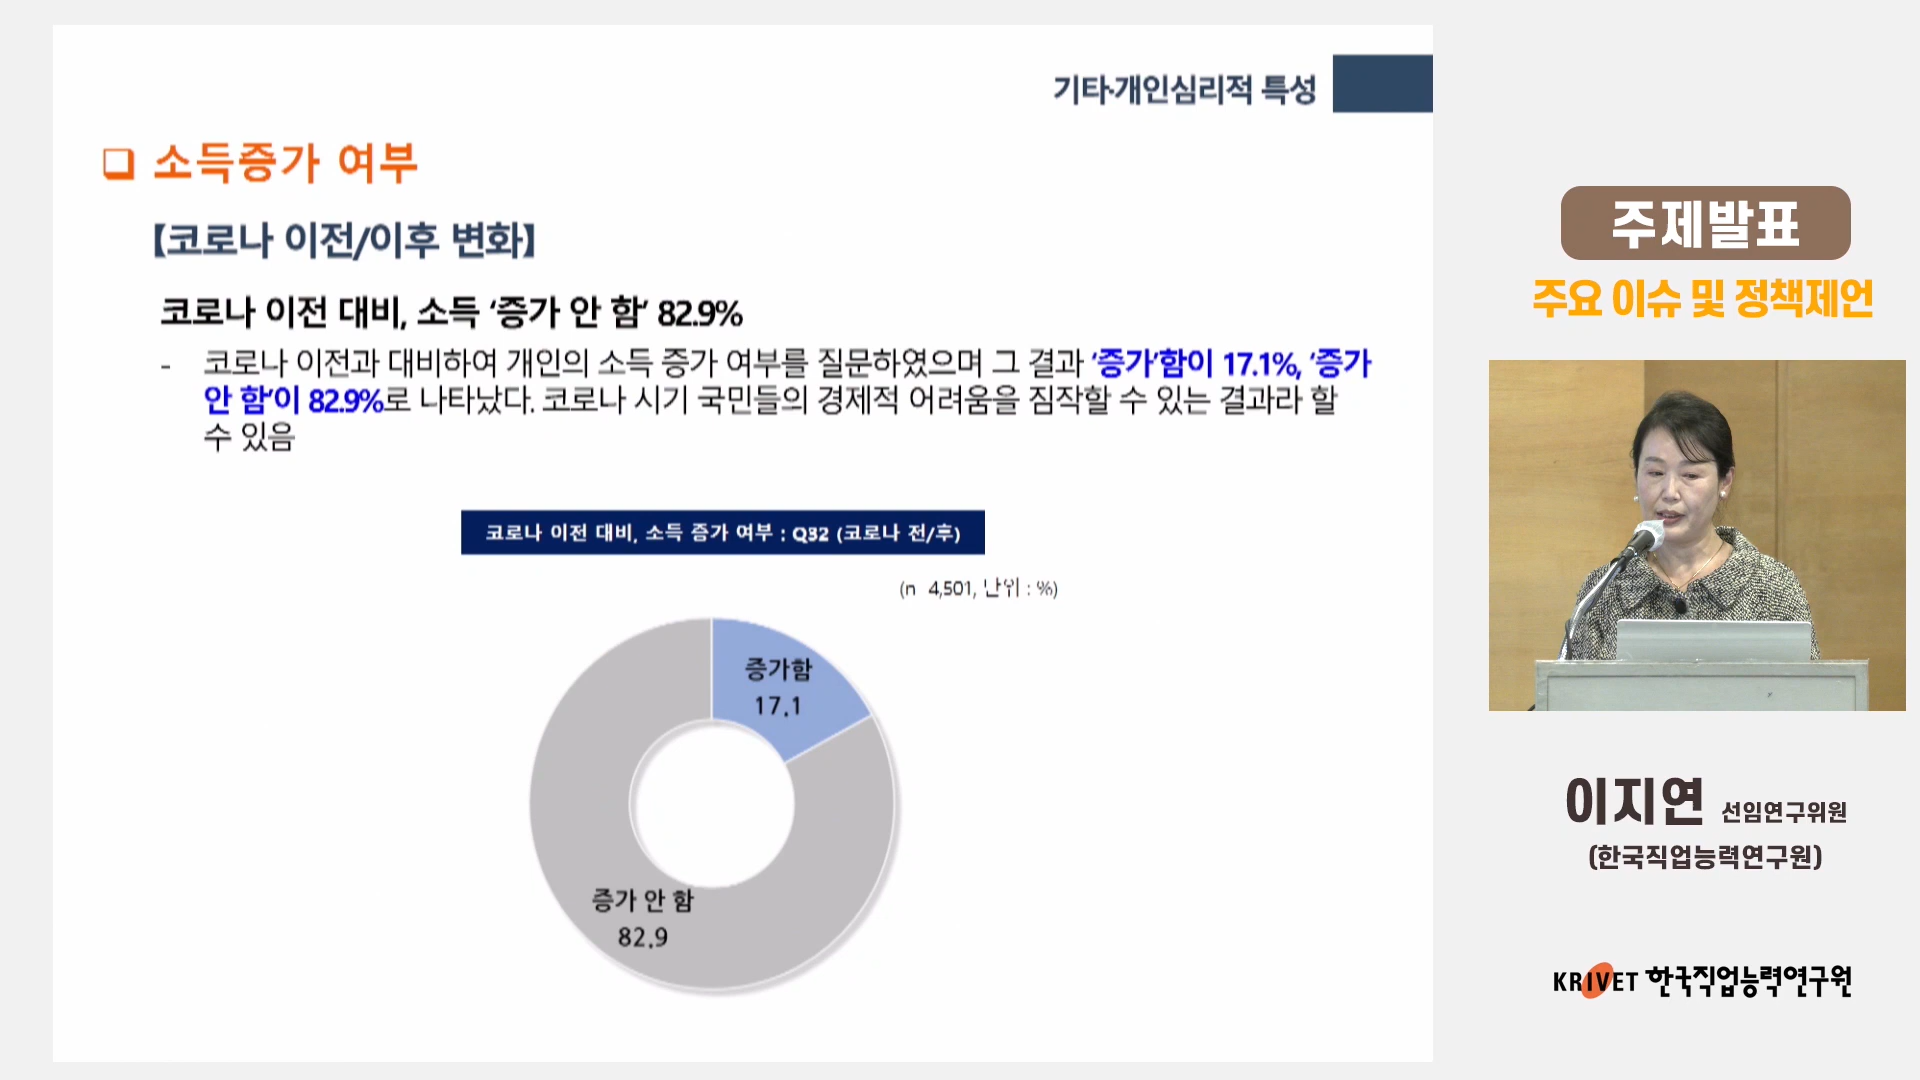 기타·개인심리적 특성
❑ 소득증가 여부
【코로나 이전/이후 변화】
코로나 이전 대비, 소득 ‘증가 안 함’ 82.9%
- 코로나 이전과 대비하여 개인의 소득 증가 여부를 질문하였으며 그 결과 ‘증가’함이 17.1%, ‘증가
안 함’이 82.9%로 나타났다. 코로나 시기 국민들의 경제적 어려움을 짐작할 수 있는 결과라 할
수 있음
코로나 이전 대비, 소득 증가 여부 : Q32 (코로나 전/후)
(n 4,501, 단위 : %)
증가함
17.1
증가 안 함
82.9
주제발표
주요 이슈 및 정책제언
이지연 선임연구위원
(한국직업능력연구원)
KRIVET 한국직업능력연구원